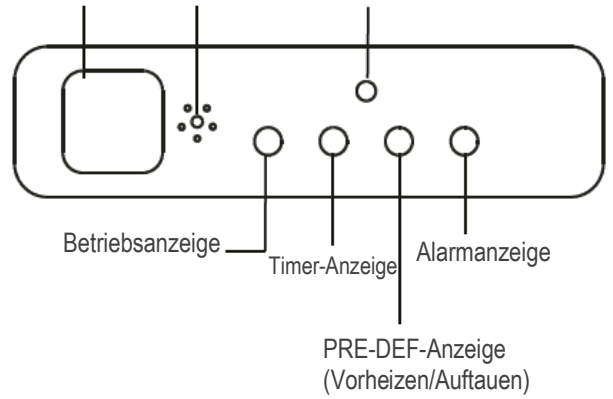 Betriebsanzeige
Timer-Anzeige
Alarmanzeige
PRE-DEF-Anzeige
(Vorheizen/Auftauen)